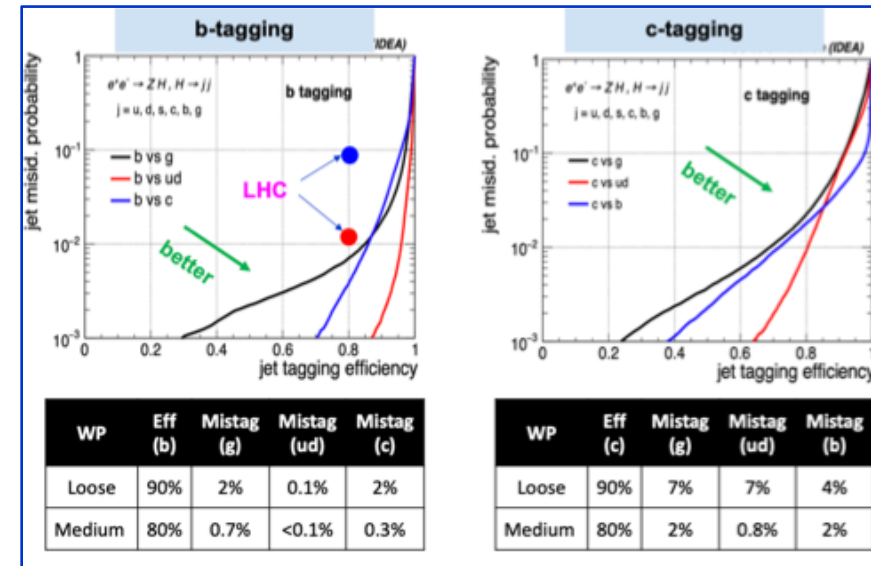 b-tagging
(IDEA)
e⁺e⁻ → ZH, H → jj
j = u, d, s, c, b, g
b tagging
b vs g
b vs ud
b vs c
LHC
better
jet misid. probability
1
10⁻¹
10⁻²
10⁻³
0 0.2 0.4 0.6 0.8 1
jet tagging efficiency
WP Eff (b) Mistag (g) Mistag (ud) Mistag (c)
Loose 90% 2% 0.1% 2%
Medium 80% 0.7% <0.1% 0.3%
c-tagging
(IDEA)
e⁺e⁻ → ZH, H → jj
j = u, d, s, c, b, g
c tagging
c vs g
c vs ud
c vs b
better
jet misid. probability
1
10⁻¹
10⁻²
10⁻³
0 0.2 0.4 0.6 0.8 1
jet tagging efficiency
WP Eff (c) Mistag (g) Mistag (ud) Mistag (b)
Loose 90% 7% 7% 4%
Medium 80% 2% 0.8% 2%